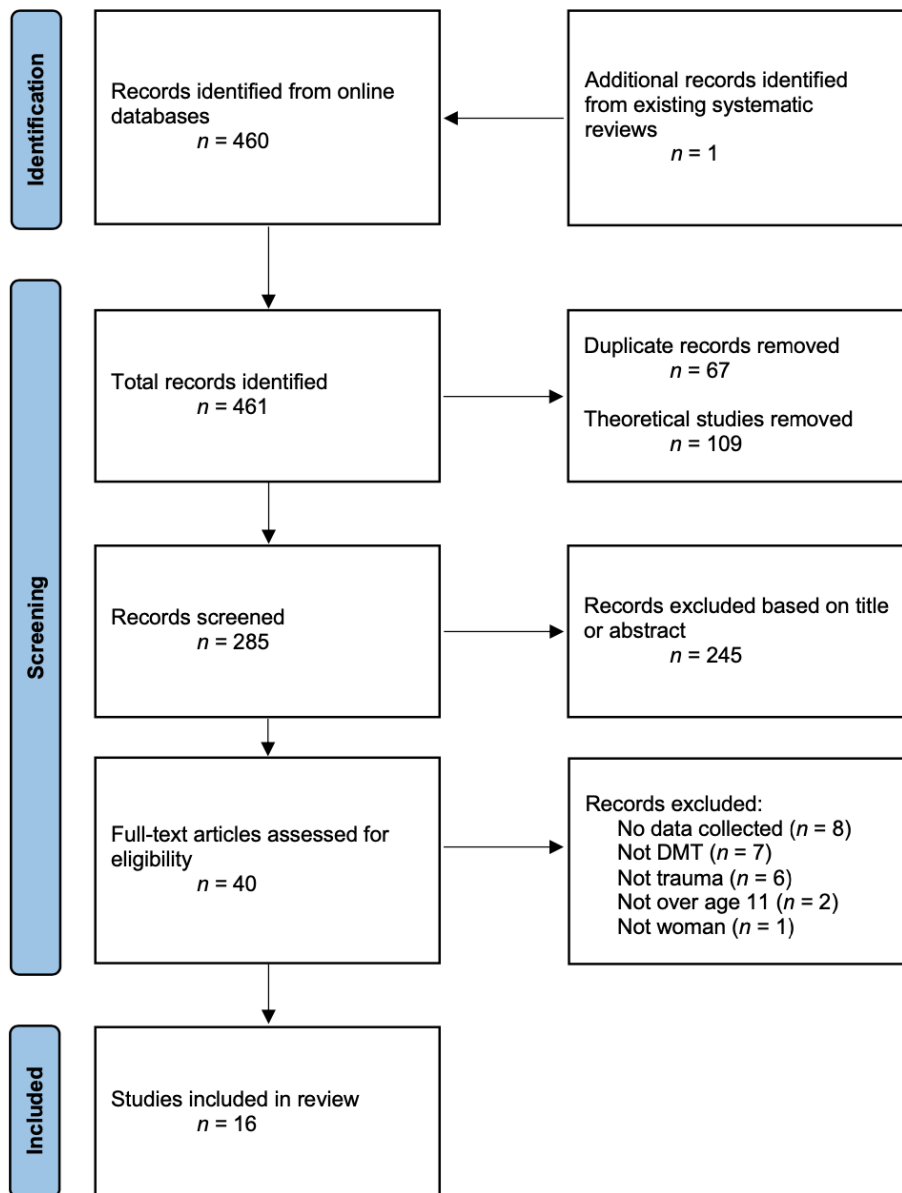 Identification
Records identified from online
databases
n = 460
Additional records identified
from existing systematic
reviews
n = 1
Screening
Total records identified
n = 461
Duplicate records removed
n = 67
Theoretical studies removed
n = 109
Records screened
n = 285
Records excluded based on title
or abstract
n = 245
Full-text articles assessed for
eligibility
n = 40
Records excluded:
No data collected (n = 8)
Not DMT (n = 7)
Not trauma (n = 6)
Not over age 11 (n = 2)
Not woman (n = 1)
Included
Studies included in review
n = 16